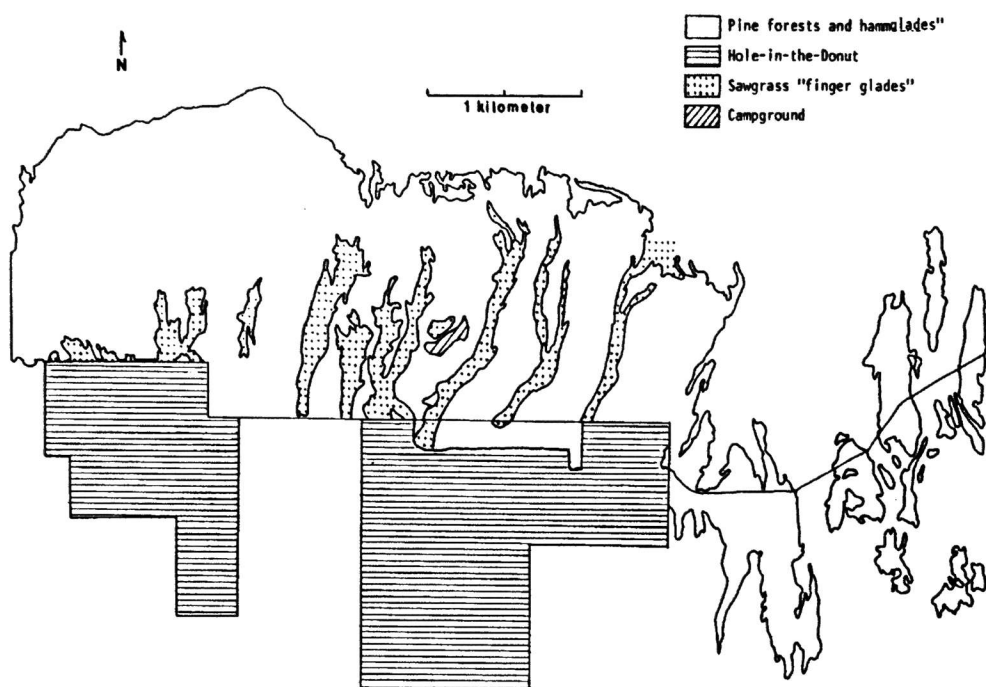 N
1 kilometer
Pine forests and hammglades"
Hole-in-the-Donut
Sawgrass "finger glades"
Campground